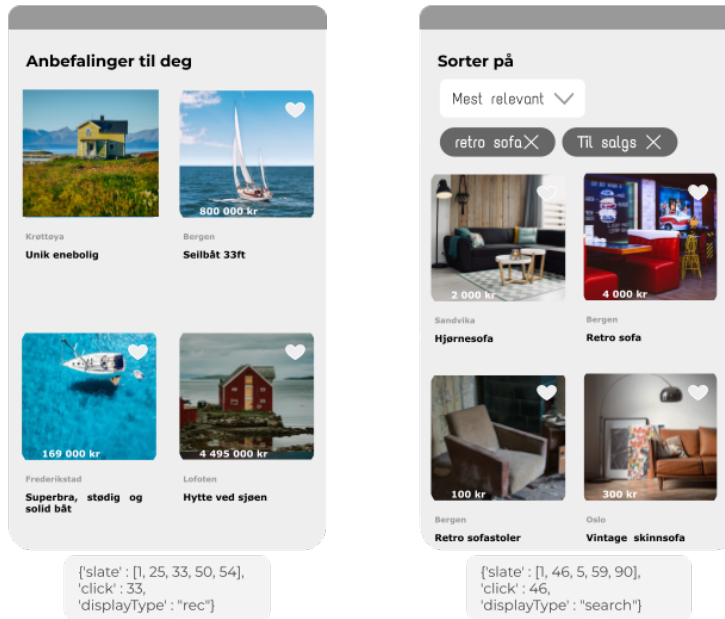 Anbefalinger til deg
800 000 kr
Krøttøya
Unik enebolig
Bergen
Seilbåt 33ft
169 000 kr
4 495 000 kr
Frederikstad
Superbra, stødig og
solid båt
Lofoten
Hytte ved sjøen
{'slate' : [1, 25, 33, 50, 54],
'click' : 33,
'displayType' : "rec"}
Sorter på
Mest relevant
retro sofa
Til salgs
2 000 kr
4 000 kr
Sandvika
Hjørnesofa
Bergen
Retro sofa
100 kr
300 kr
Bergen
Retro sofastoler
Oslo
Vintage skinnsofa
{'slate' : [1, 46, 5, 59, 90],
'click' : 46,
'displayType' : "search"}